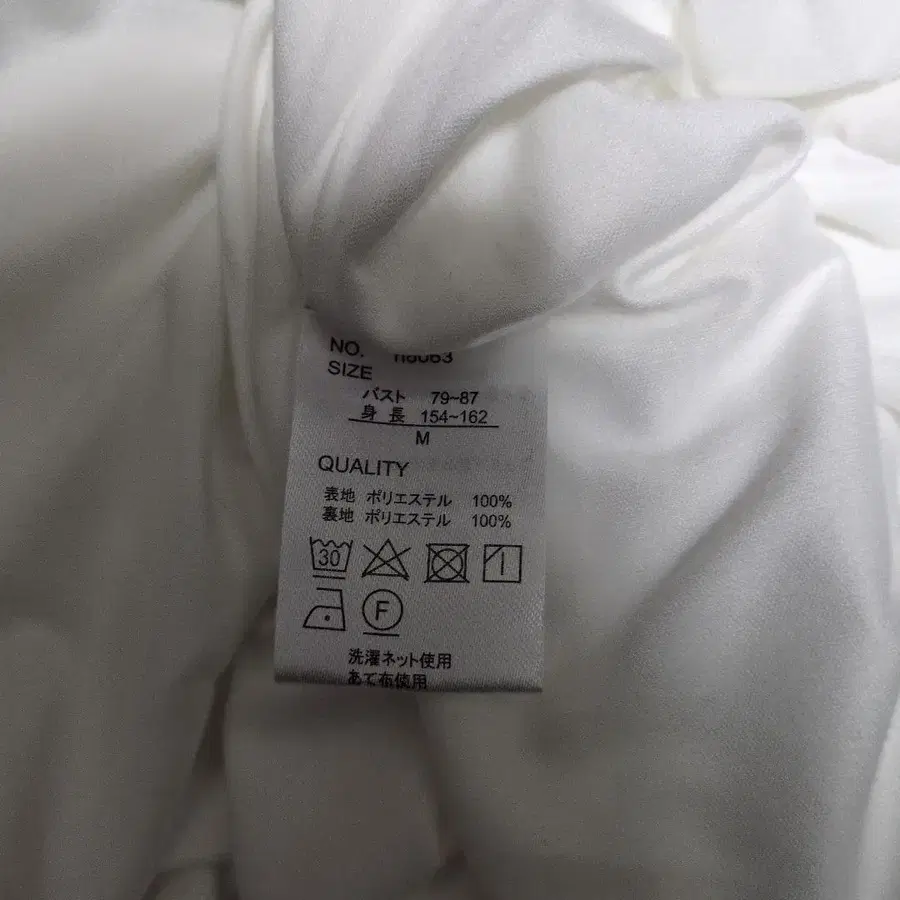 NO. n8063
SIZE
バスト 79~87
身長 154~162
M
QUALITY
表地 ポリエステル 100%
裏地 ポリエステル 100%
30
F
洗濯ネット使用
あて布使用